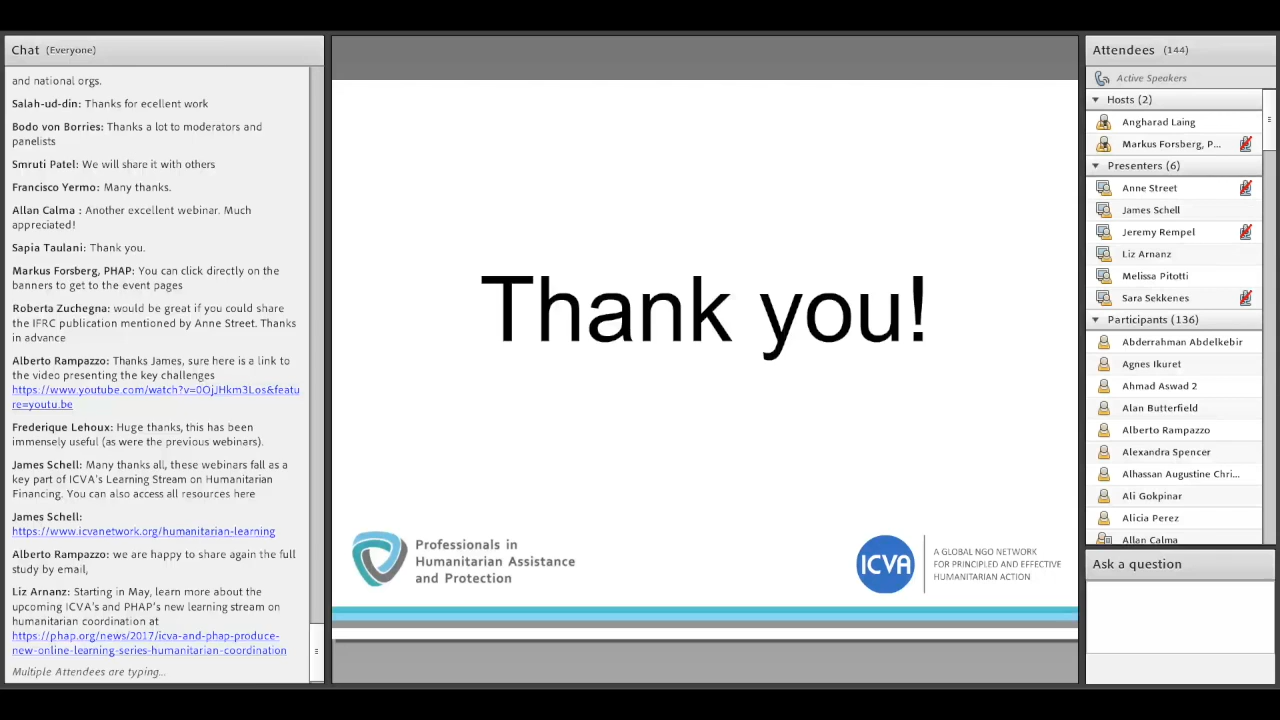 Chat (Everyone)
and national orgs.
Salah-ud-din: Thanks for ecellent work
Bodo von Borries: Thanks a lot to moderators and
panelists
Smruti Patel: We will share it with others
Francisco Yermo: Many thanks.
Allan Calma : Another excellent webinar. Much
appreciated!
Sapia Taulani: Thank you.
Markus Forsberg, PHAP: You can click directly on the
banners to get to the event pages
Roberta Zuchegna: would be great if you could share
the IFRC publication mentioned by Anne Street. Thanks
in advance
Alberto Rampazzo: Thanks James, sure here is a link to
the video presenting the key challenges
https://www.youtube.com/watch?v=0OjJHkm3Los&featu
re=youtu.be
Frederique Lehoux: Huge thanks, this has been
immensely useful (as were the previous webinars).
James Schell: Many thanks all, these webinars fall as a
key part of ICVA's Learning Stream on Humanitarian
Financing. You can also access all resources here
James Schell:
https://www.icvanetwork.org/humanitarian-learning
Alberto Rampazzo: we are happy to share again the full
study by email,
Liz Arnanz: Starting in May, learn more about the
upcoming ICVA's and PHAP's new learning stream on
humanitarian coordination at
https://phap.org/news/2017/icva-and-phap-produce-
new-online-learning-series-humanitarian-coordination
Multiple Attendees are typing...
Thank you!
Professionals in
Humanitarian Assistance
and Protection
ICVA
A GLOBAL NGO NETWORK
FOR PRINCIPLED AND EFFECTIVE
HUMANITARIAN ACTION
Attendees (144)
Active Speakers
Hosts (2)
Angharad Laing
Markus Forsberg, P...
Presenters (6)
Anne Street
James Schell
Jeremy Rempel
Liz Arnanz
Melissa Pitotti
Sara Sekkenes
Participants (136)
Abderrahman Abdelkebir
Agnes Ikuret
Ahmad Aswad 2
Alan Butterfield
Alberto Rampazzo
Alexandra Spencer
Alhassan Augustine Chri...
Ali Gokpinar
Alicia Perez
Allan Calma
Ask a question